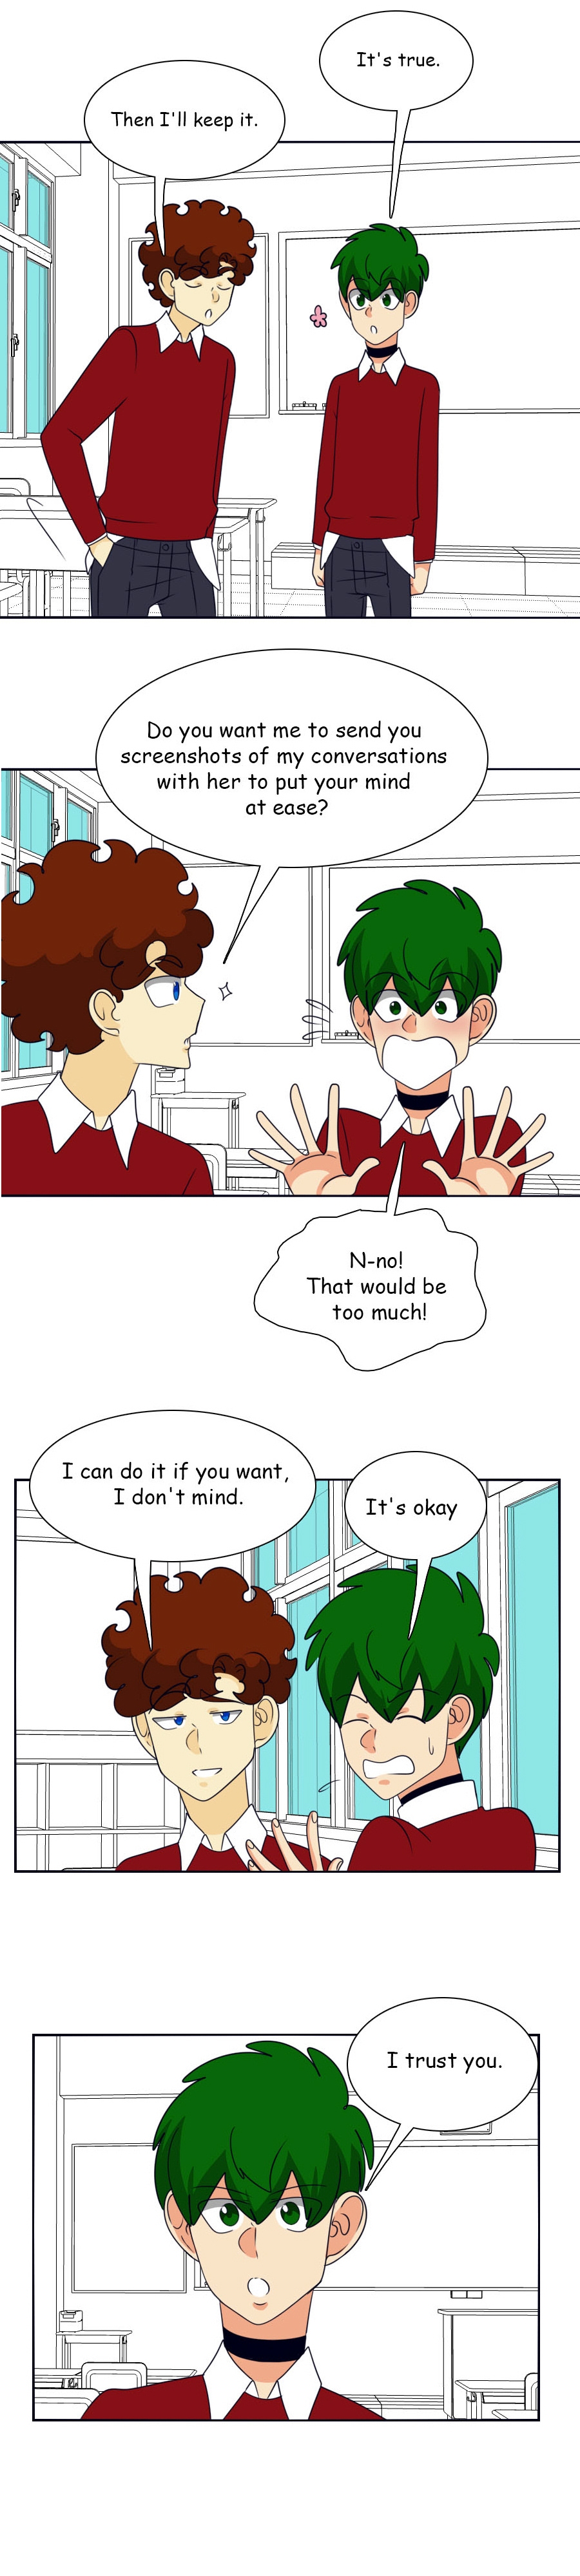 It's true.
Then I'll keep it.
Do you want me to send you
screenshots of my conversations
with her to put your mind
at ease?
N-no!
That would be
too much!
I can do it if you want,
I don't mind.
It's okay
I trust you.